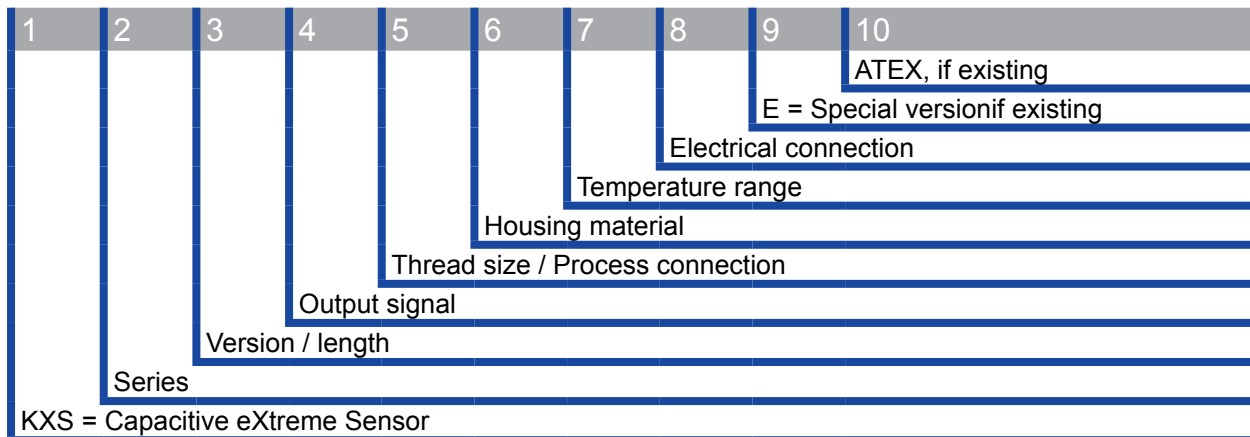 1 2 3 4 5 6 7 8 9 10
ATEX, if existing
E = Special versionif existing
Electrical connection
Temperature range
Housing material
Thread size / Process connection
Output signal
Version / length
Series
KXS = Capacitive eXtreme Sensor